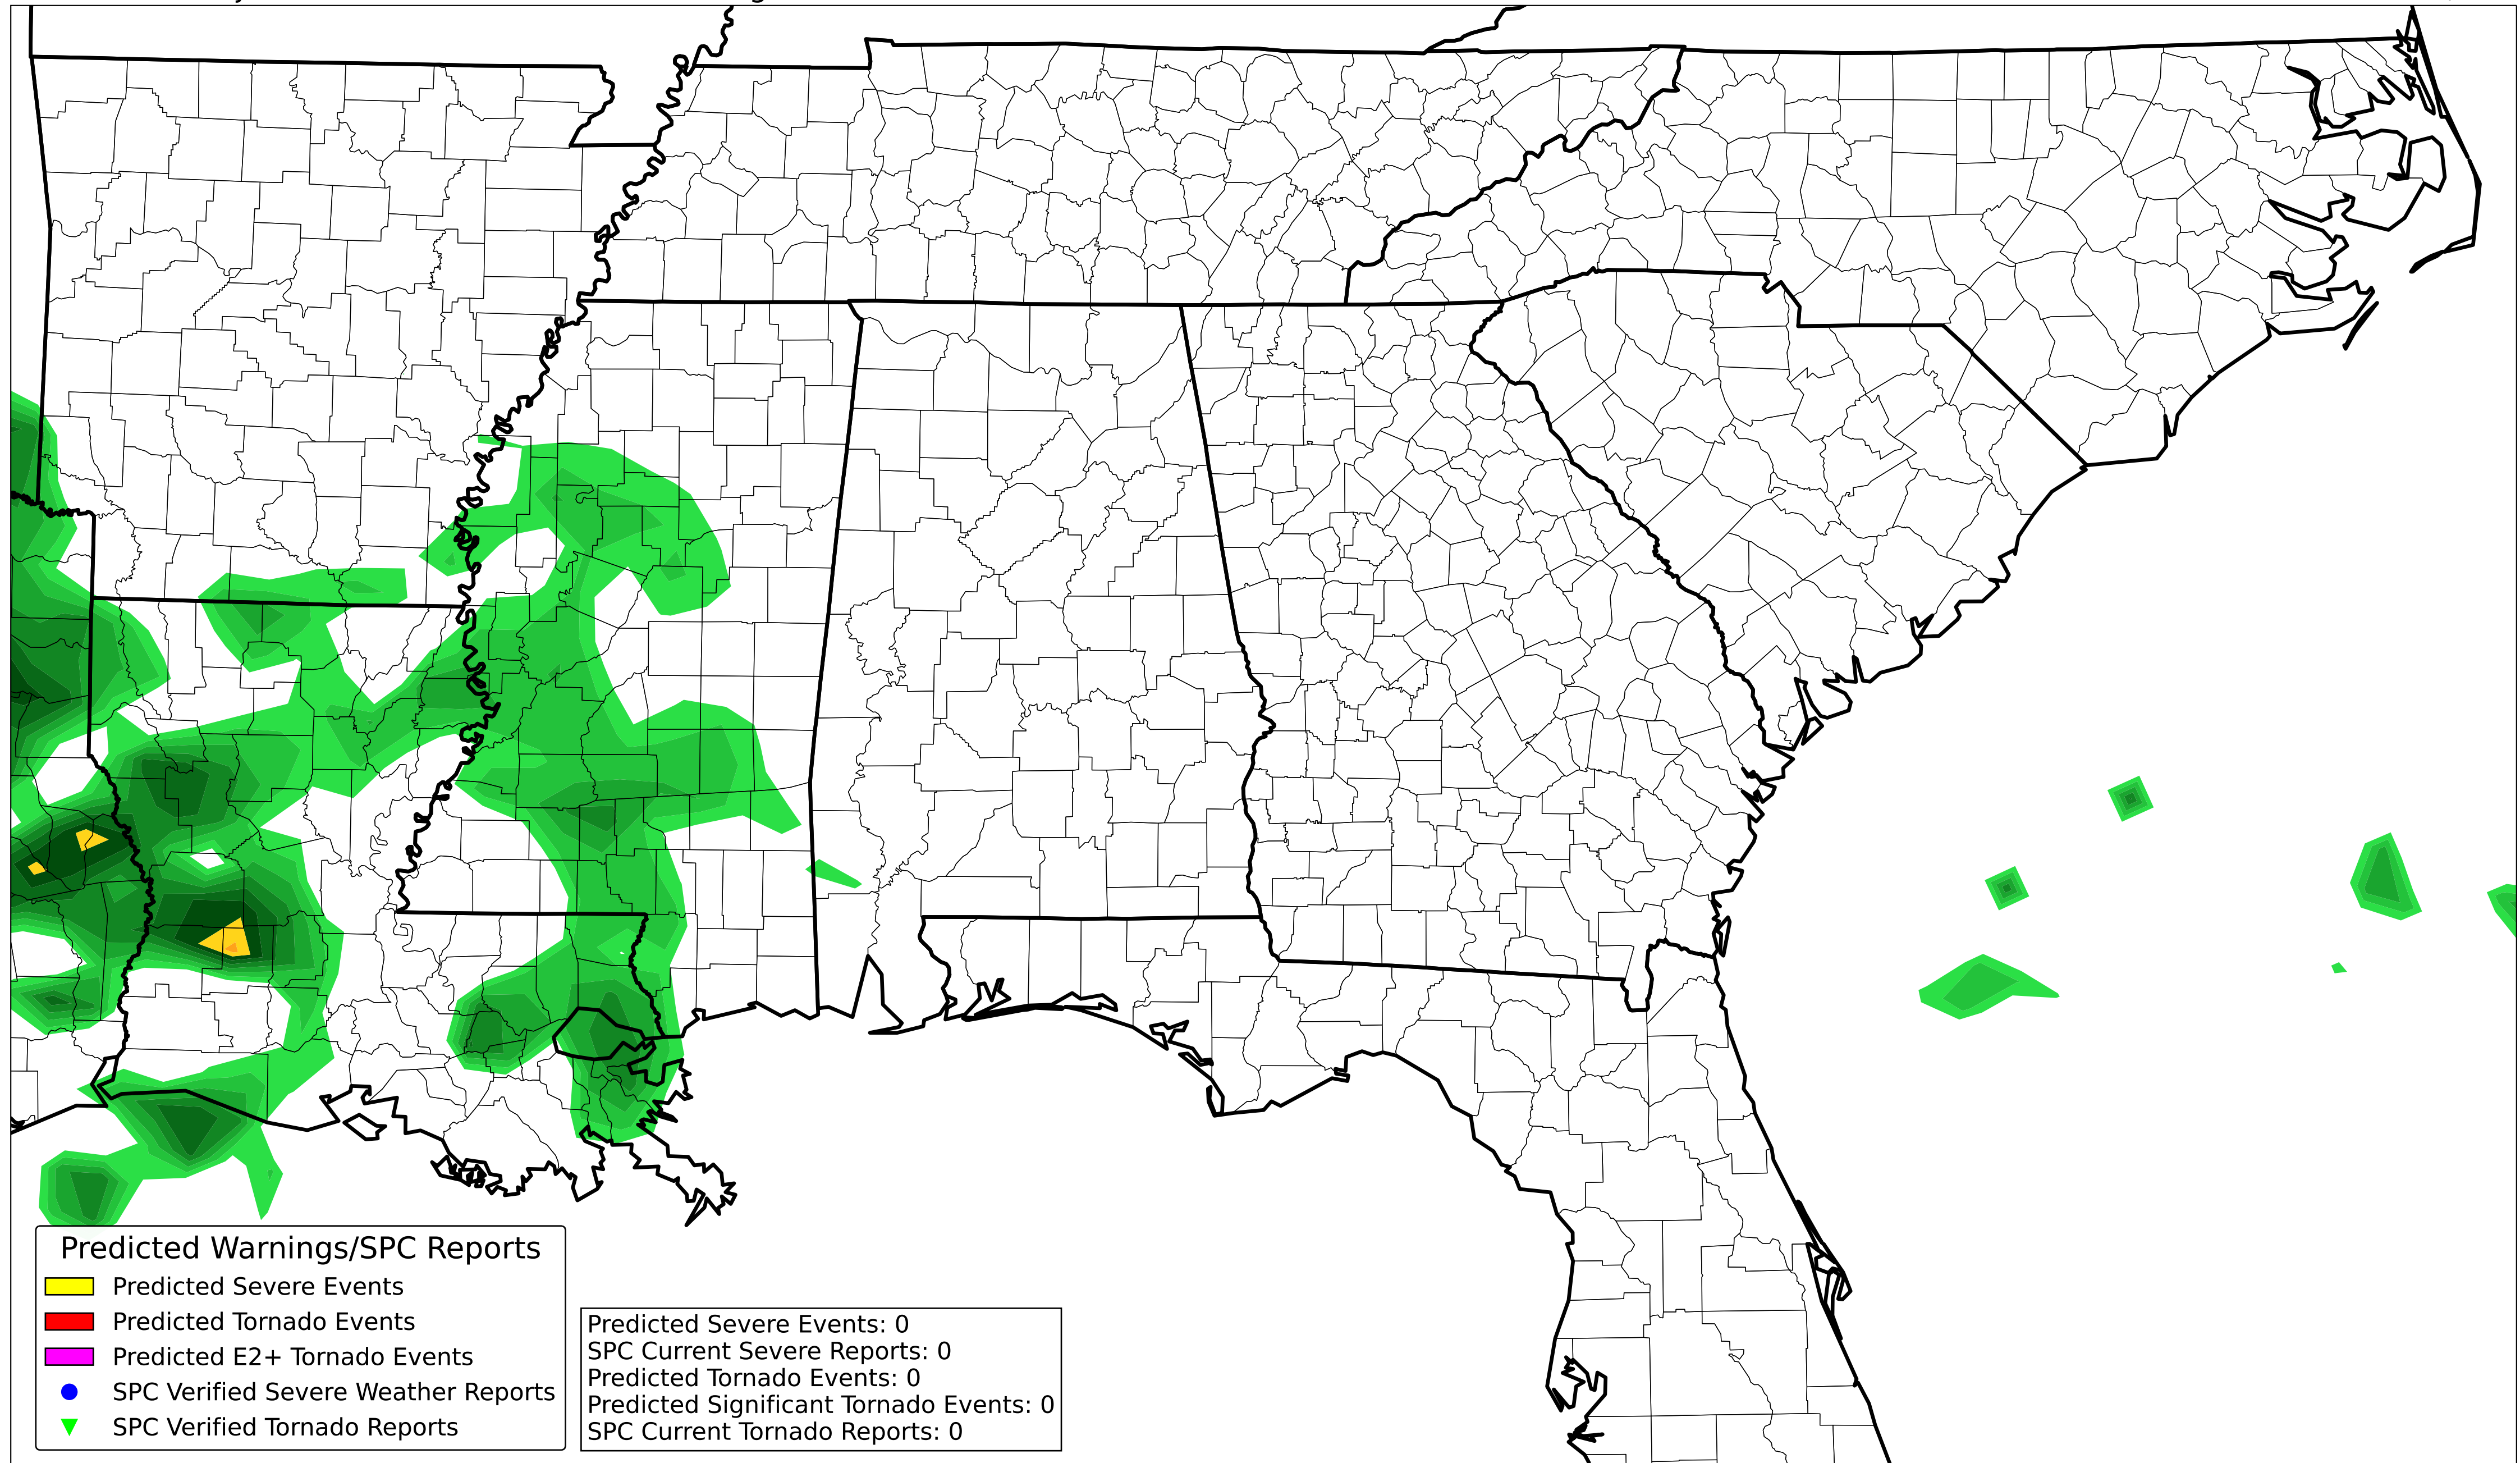 Predicted Warnings/SPC Reports
Predicted Severe Events
Predicted Tornado Events
Predicted E2+ Tornado Events
SPC Verified Severe Weather Reports
SPC Verified Tornado Reports
Predicted Severe Events: 0
SPC Current Severe Reports: 0
Predicted Tornado Events: 0
Predicted Significant Tornado Events: 0
SPC Current Tornado Reports: 0